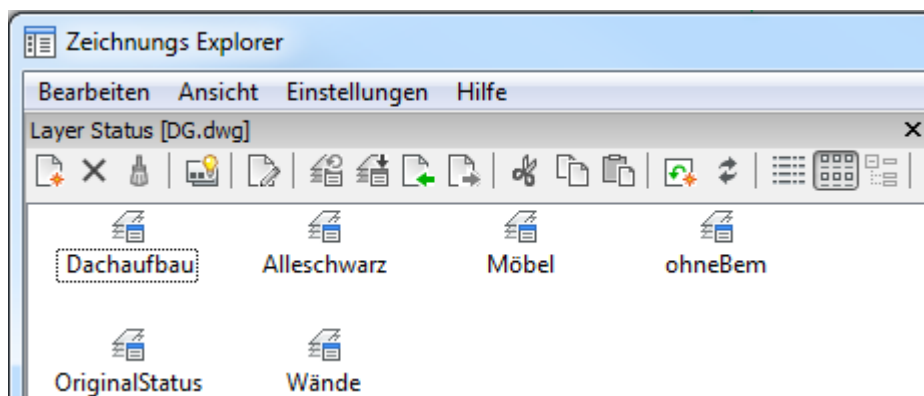 Zeichnungs Explorer
Bearbeiten Ansicht Einstellungen Hilfe
Layer Status [DG.dwg]
Dachaufbau Alleschwarz Möbel ohneBem
OriginalStatus Wände